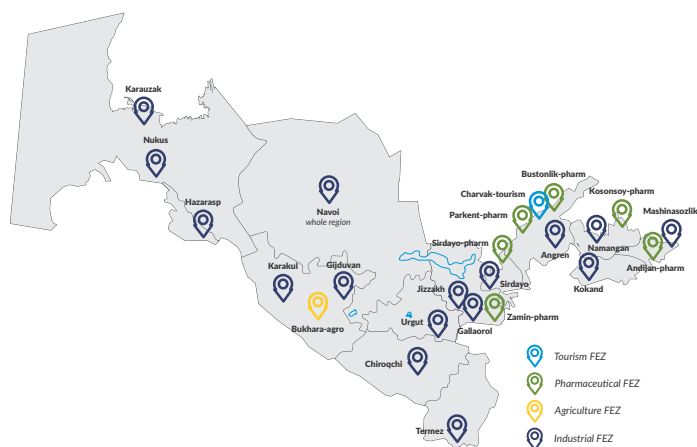 Karauzak
Nukus
Hazarasp
Navoi
whole region
Karakul
Gijduvan
Bukhara-agro
Bustonlik-pharm
Charvak-tourism
Kosonsoy-pharm
Parkent-pharm
Mashinasozlik
Sirdayo-pharm
Angren
Namangan
Andijan-pharm
Kokand
Sirdayo
Jizzakh
Zamin-pharm
Gallaorol
Urgut
Chiroqchi
Termez
Tourism FEZ
Pharmaceutical FEZ
Agriculture FEZ
Industrial FEZ